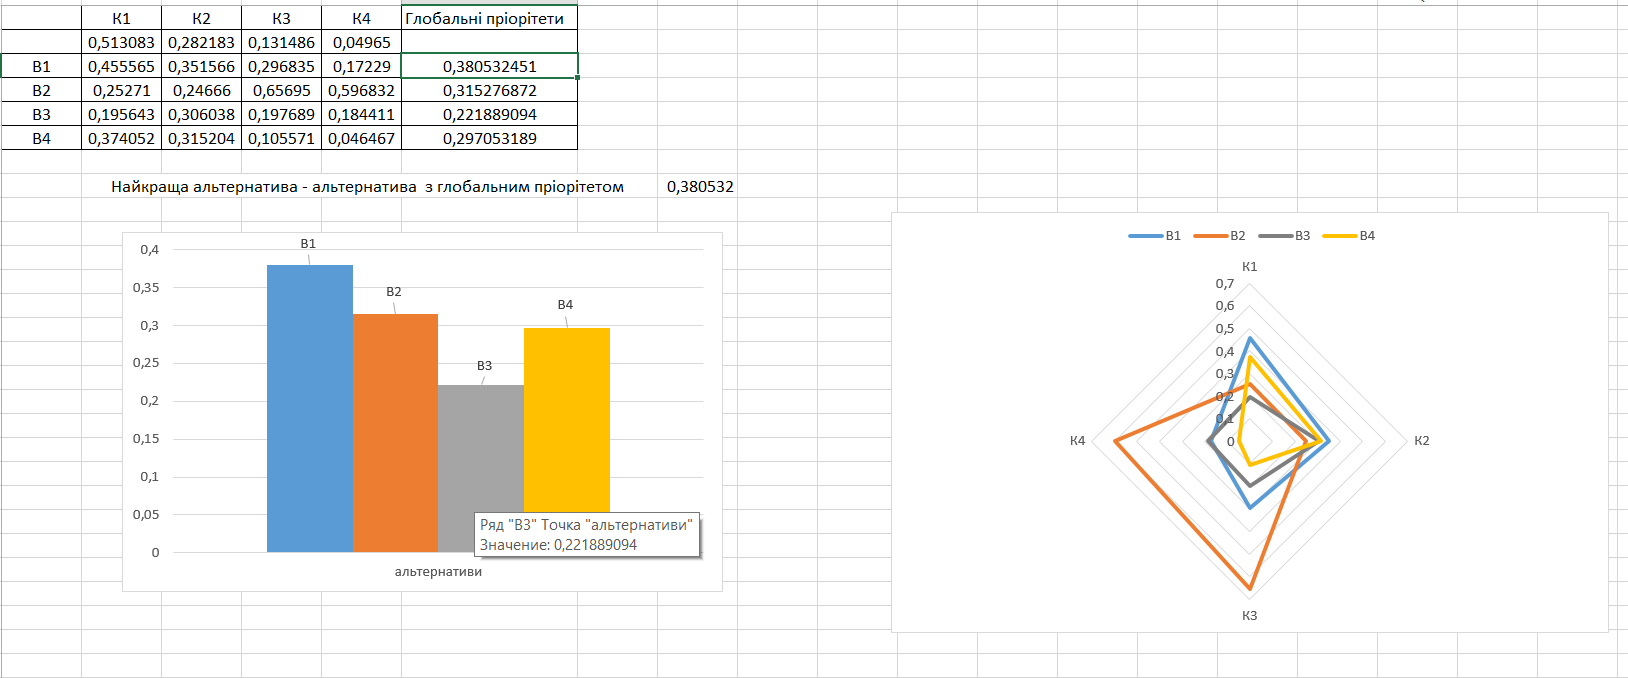 К1 К2 К3 К4 Глобальні пріорітети
0,513083 0,282183 0,131486 0,04965
В1 0,455565 0,351566 0,296835 0,17229 0,380532451
В2 0,25271 0,24666 0,65695 0,596832 0,315276872
В3 0,195643 0,306038 0,197689 0,184411 0,221889094
В4 0,374052 0,315204 0,105571 0,046467 0,297053189
Найкраща альтернатива - альтернатива з глобальним пріорітетом 0,380532
0,4
0,35
0,3
0,25
0,2
0,15
0,1
0,05
0
В1
В2
В3
В4
Ряд "В3" Точка "альтернативи"
Значение: 0,221889094
альтернативи
В1 В2 В3 В4
К1
0,7
0,6
0,5
0,4
0,3
0,2
0,1
0
К4
К2
К3